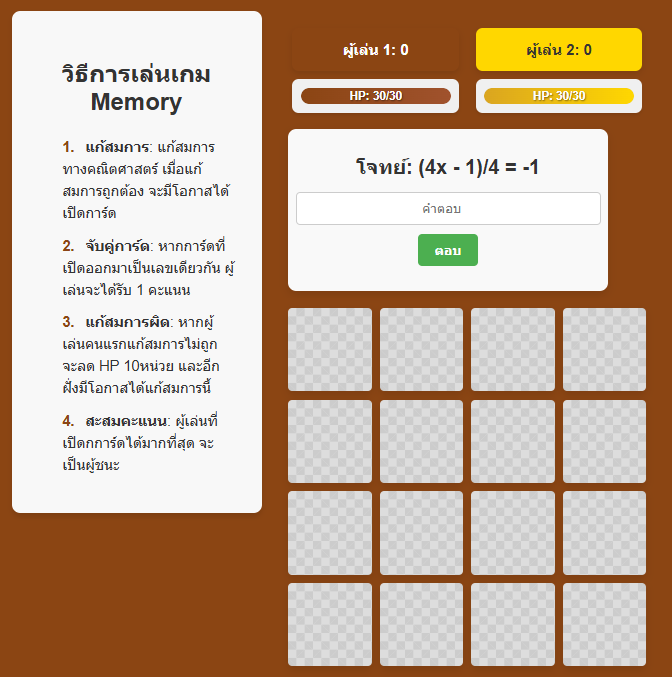 วิธีการเล่นเกม
Memory
1. แก้สมการ: แก้สมการ
ทางคณิตศาสตร์ เมื่อแก้
สมการถูกต้อง จะมีโอกาสได้
เปิดการ์ด
2. จับคู่การ์ด: หากการ์ดที่
เปิดออกมาเป็นเลขเดียวกัน ผู้
เล่นจะได้รับ 1 คะแนน
3. แก้สมการผิด: หากผู้
เล่นคนแรกแก้สมการไม่ถูก
จะลด HP 10หน่วย และอีก
ฝั่งมีโอกาสได้แก้สมการนี้
4. สะสมคะแนน: ผู้เล่นที่
เปิดกการ์ดได้มากที่สุด จะ
เป็นผู้ชนะ
ผู้เล่น 1: 0
ผู้เล่น 2: 0
HP: 30/30
HP: 30/30
โจทย์: (4x - 1)/4 = -1
คำตอบ
ตอบ